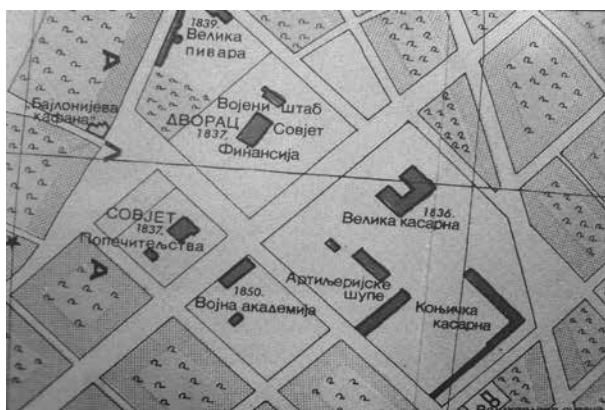 1839.
Велика
пивара
Војени штаб
Бајлонијева
кафана
ДВОРАЦ
1837.
Совјет
Финансија
1836.
Велика касарна
СОВЈЕТ
1837.
Попечитељства
Артиљеријске
шупе
1850.
Војна академија
Коњичка
касарна
А
А